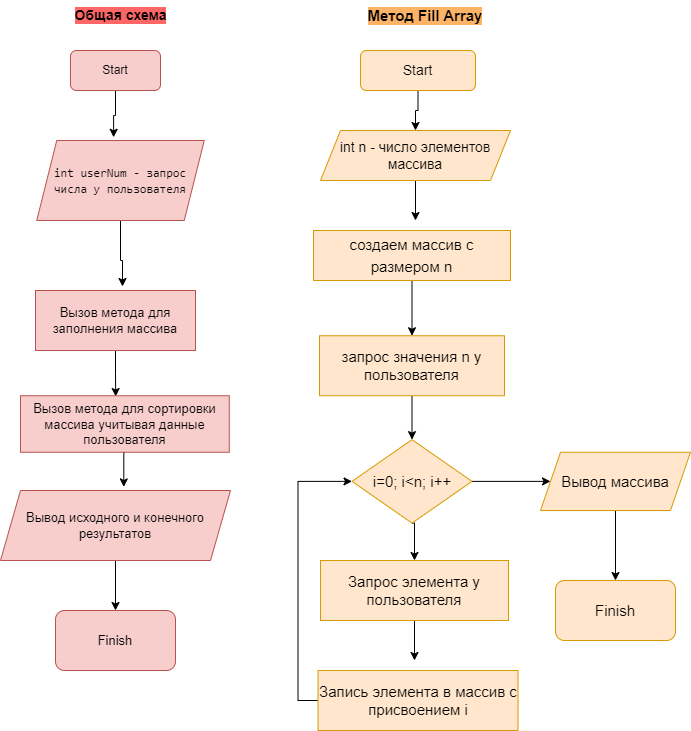 Общая схема
Start
int userNum - запрос
числа у пользователя
Вызов метода для
заполнения массива
Вызов метода для сортировки
массива учитывая данные
пользователя
Вывод исходного и конечного
результатов
Finish
Метод Fill Array
Start
int n - число элементов
массива
создаем массив с
размером n
запрос значения n у
пользователя
i=0; i<n; i++
Вывод массива
Finish
Запрос элемента у
пользователя
Запись элемента в массив с
присвоением i